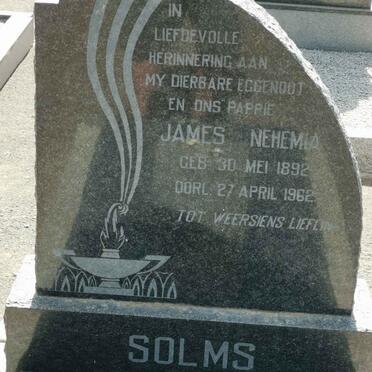 IN
LIEFDEVOLLE
HERINNERING AAN
MY DIERBARE EGGENOOT
EN ONS PAPPIE
JAMES NEHEMIA
GEB. 30 MEI 1892
OORL. 27 APRIL 1962
TOT WEERSIENS LIEFLING
SOLMS